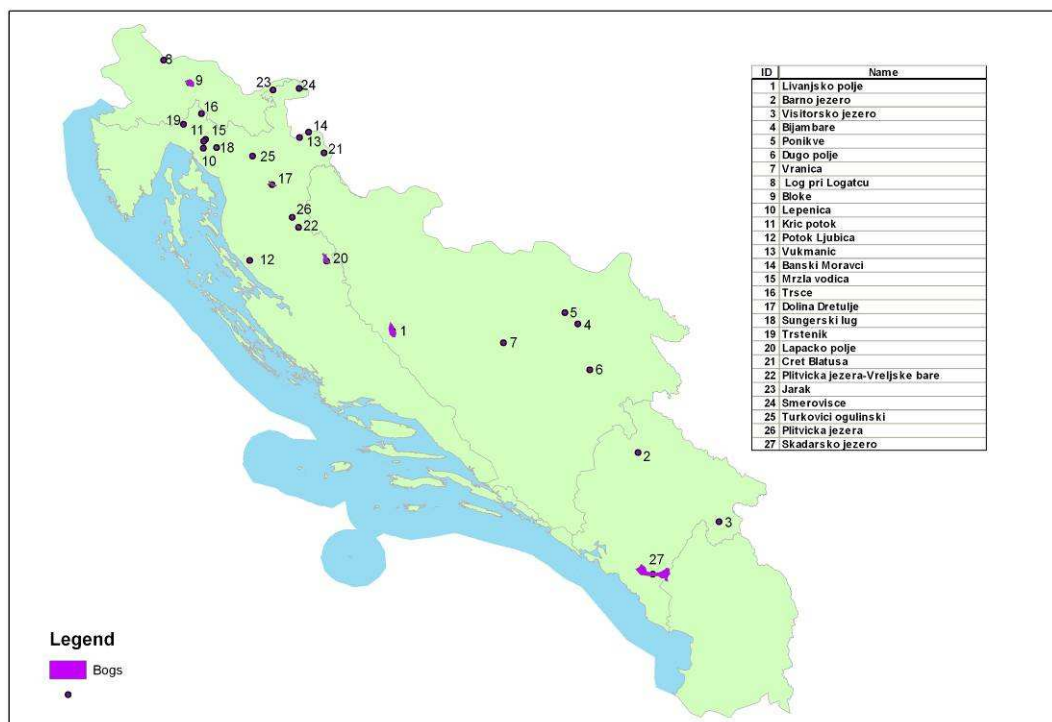 8
9
23
24
16
19
14
11
15
13
10
18
21
25
17
26
22
12
20
5
1
4
7
6
2
3
27
ID Name
1 Livanjsko polje
2 Barno jezero
3 Visitorsko jezero
4 Bijambare
5 Ponikve
6 Dugo polje
7 Vranica
8 Log pri Logatcu
9 Bloke
10 Lepenica
11 Kric potok
12 Potok Ljubica
13 Vukmanic
14 Banski Moravci
15 Mrzla vodica
16 Trsce
17 Dolina Dretulje
18 Sungerski lug
19 Trstenik
20 Lapacko polje
21 Cret Blatusa
22 Plitvicka jezera-Vreljske bare
23 Jarak
24 Smerovisce
25 Turkovici ogulinski
26 Plitvicka jezera
27 Skadarsko jezero
Legend
Bogs